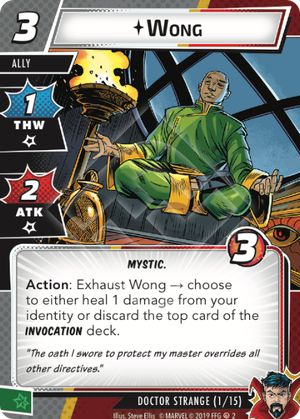 3
WONG
ALLY
1
THW
2
ATK
3
MYSTIC.
Action: Exhaust Wong → choose
to either heal 1 damage from your
identity or discard the top card of the
INVOCATION deck.
"The oath I swore to protect my master overrides all
other directives."
DOCTOR STRANGE (1/15)
Illus. Steve Ellis © MARVEL © 2019 FFG